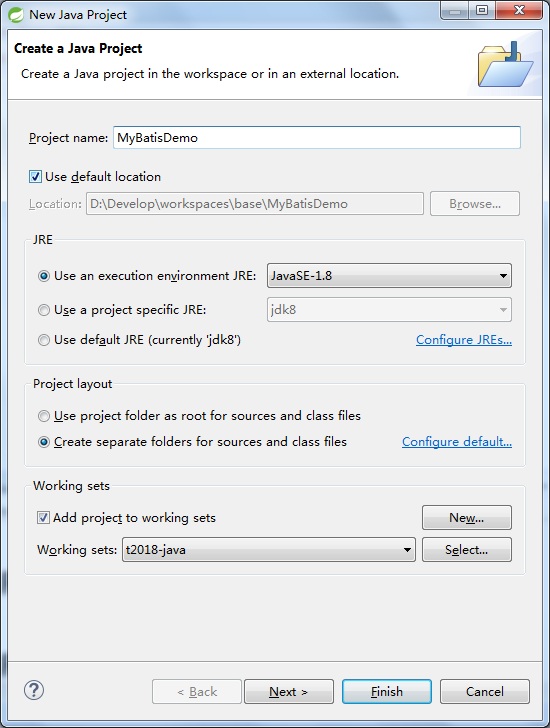 New Java Project
Create a Java Project
Create a Java project in the workspace or in an external location.
Project name: MyBatisDemo
Use default location
Location: D:\Develop\workspaces\base\MyBatisDemo Browse...
JRE
Use an execution environment JRE: JavaSE-1.8
Use a project specific JRE: jdk8
Use default JRE (currently 'jdk8') Configure JREs...
Project layout
Use project folder as root for sources and class files
Create separate folders for sources and class files Configure default...
Working sets
Add project to working sets New...
Working sets: t2018-java Select...
? < Back Next > Finish Cancel